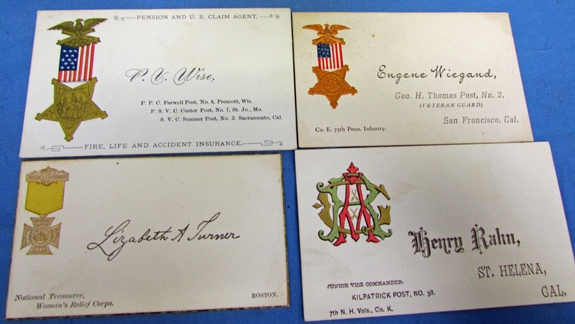 PENSION AND U. S. CLAIM AGENT.
P. V. Wise,
P. P. C. Farwell Post, No. 6, Prescott, Wis.
P. S. V. C. Custer Post, No. 7, St. Jo., Mo.
S. V. C. Sumner Post, No. 3. Sacramento, Cal.
FIRE, LIFE AND ACCIDENT INSURANCE.
Eugene Wiegand,
Geo. H. Thomas Post, No. 2.
(VETERAN GUARD)
San Francisco, Cal.
Co. E. 75th Penn. Infantry.
Lizabeth A Turner
National Treasurer,
Woman's Relief Corps.
BOSTON.
Henry Rahn,
ST. HELENA,
CAL.
JUNIOR VICE COMMANDER.
KILPATRICK POST, NO. 38.
7th N. H. Vols., Co. K.